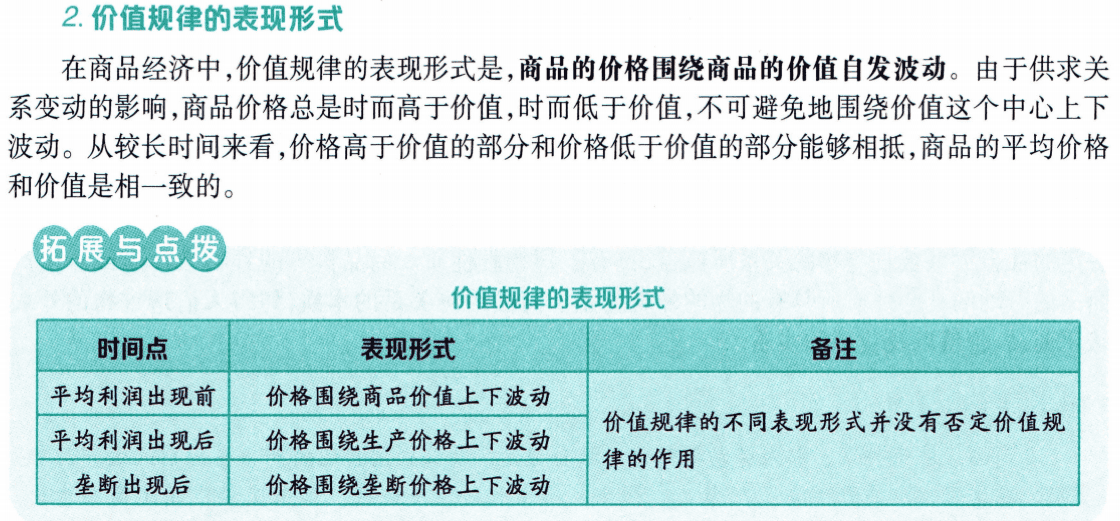 2. 价值规律的表现形式
在商品经济中,价值规律的表现形式是,商品的价格围绕商品的价值自发波动。由于供求关
系变动的影响,商品价格总是时而高于价值,时而低于价值,不可避免地围绕价值这个中心上下
波动。从较长时间来看,价格高于价值的部分和价格低于价值的部分能够相抵,商品的平均价格
和价值是相一致的。
拓展与点拨
价值规律的表现形式
时间点 表现形式 备注
平均利润出现前 价格围绕商品价值上下波动
价值规律的不同表现形式并没有否定价值规
平均利润出现后 价格围绕生产价格上下波动
律的作用
垄断出现后 价格围绕垄断价格上下波动